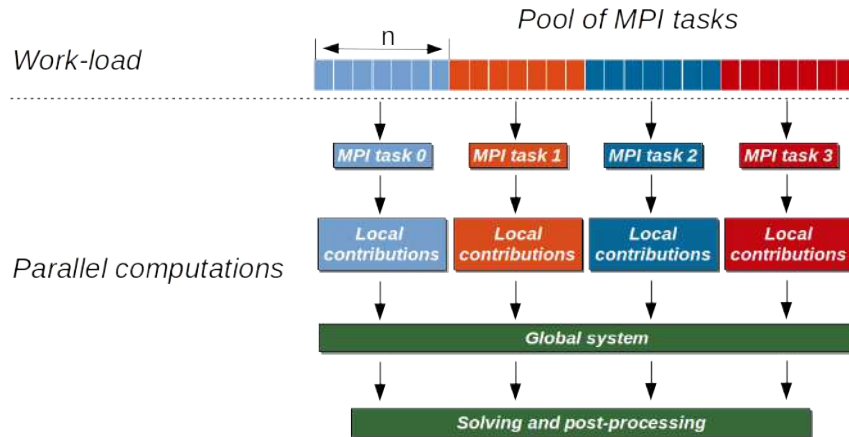 Pool of MPI tasks
n
Work-load
MPI task 0
MPI task 1
MPI task 2
MPI task 3
Local
contributions
Local
contributions
Local
contributions
Local
contributions
Parallel computations
Global system
Solving and post-processing